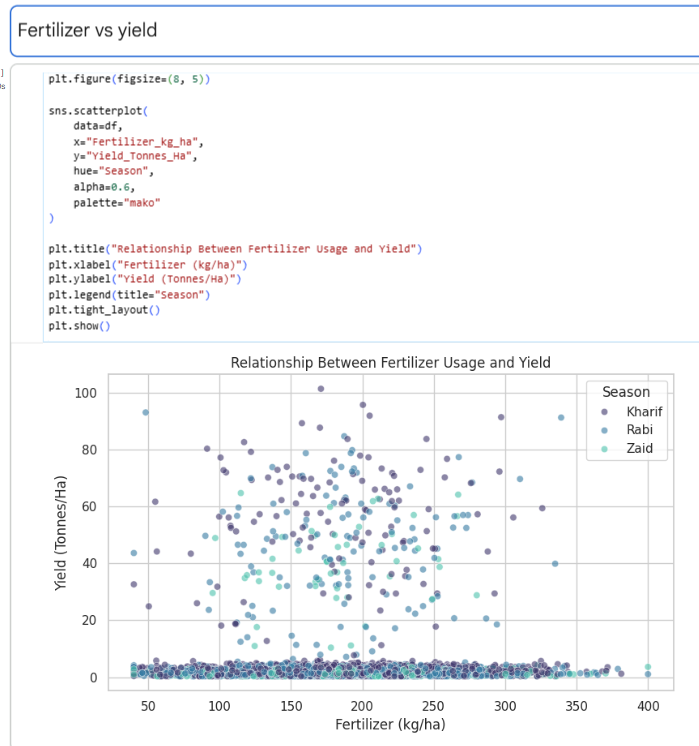 Fertilizer vs yield
]
0s
plt.figure(figsize=(8, 5))
sns.scatterplot(
data=df,
x="Fertilizer_kg_ha",
y="Yield_Tonnes_Ha",
hue="Season",
alpha=0.6,
palette="mako"
)
plt.title("Relationship Between Fertilizer Usage and Yield")
plt.xlabel("Fertilizer (kg/ha)")
plt.ylabel("Yield (Tonnes/Ha)")
plt.legend(title="Season")
plt.tight_layout()
plt.show()
Relationship Between Fertilizer Usage and Yield
Season
Kharif
Rabi
Zaid
Yield (Tonnes/Ha)
100
80
60
40
20
0
50 100 150 200 250 300 350 400
Fertilizer (kg/ha)